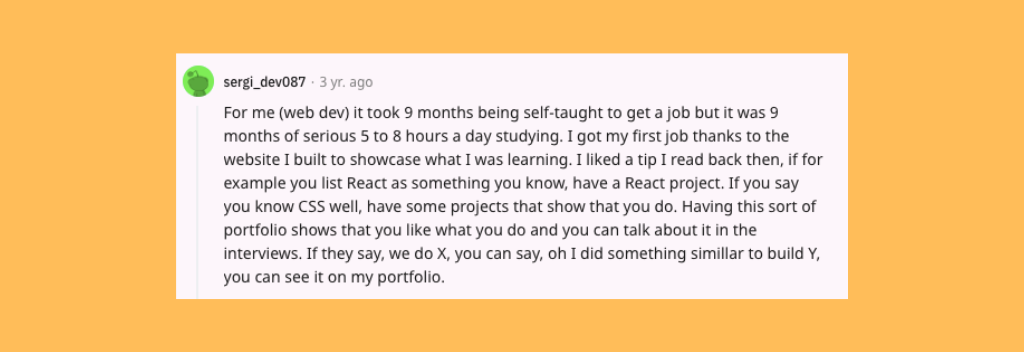 sergi_dev087 · 3 yr. ago
For me (web dev) it took 9 months being self-taught to get a job but it was 9
months of serious 5 to 8 hours a day studying. I got my first job thanks to the
website I built to showcase what I was learning. I liked a tip I read back then, if for
example you list React as something you know, have a React project. If you say
you know CSS well, have some projects that show that you do. Having this sort of
portfolio shows that you like what you do and you can talk about it in the
interviews. If they say, we do X, you can say, oh I did something simillar to build Y,
you can see it on my portfolio.